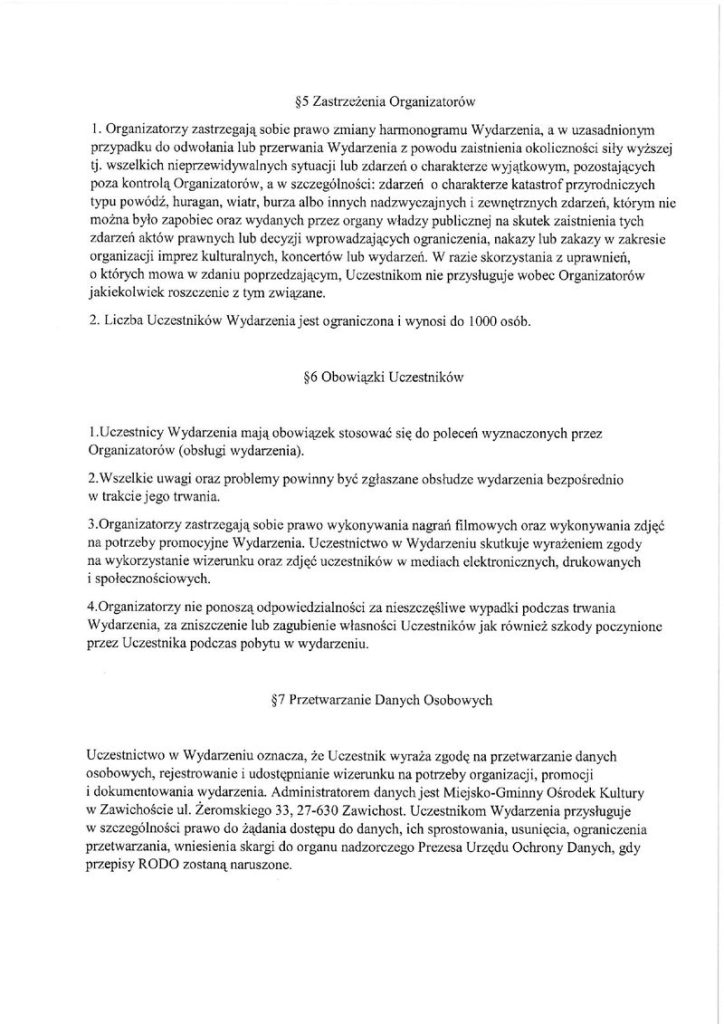 §5 Zastrzeżenia Organizatorów
1. Organizatorzy zastrzegają sobie prawo zmiany harmonogramu Wydarzenia, a w uzasadnionym
przypadku do odwołania lub przerwania Wydarzenia z powodu zaistnienia okoliczności siły wyższej
tj. wszelkich nieprzewidywalnych sytuacji lub zdarzeń o charakterze wyjątkowym, pozostających
poza kontrolą Organizatorów, a w szczególności: zdarzeń o charakterze katastrof przyrodniczych
typu powódź, huragan, wiatr, burza albo innych nadzwyczajnych i zewnętrznych zdarzeń, którym nie
można było zapobiec oraz wydanych przez organy władzy publicznej na skutek zaistnienia tych
zdarzeń aktów prawnych lub decyzji wprowadzających ograniczenia, nakazy lub zakazy w zakresie
organizacji imprez kulturalnych, koncertów lub wydarzeń. W razie skorzystania z uprawnień,
o których mowa w zdaniu poprzedzającym, Uczestnikom nie przysługuje wobec Organizatorów
jakiekolwiek roszczenie z tym związane.
2. Liczba Uczestników Wydarzenia jest ograniczona i wynosi do 1000 osób.
§6 Obowiązki Uczestników
1.Uczestnicy Wydarzenia mają obowiązek stosować się do poleceń wyznaczonych przez
Organizatorów (obsługi wydarzenia).
2.Wszelkie uwagi oraz problemy powinny być zgłaszane obsłudze wydarzenia bezpośrednio
w trakcie jego trwania.
3.Organizatorzy zastrzegają sobie prawo wykonywania nagrań filmowych oraz wykonywania zdjęć
na potrzeby promocyjne Wydarzenia. Uczestnictwo w Wydarzeniu skutkuje wyrażeniem zgody
na wykorzystanie wizerunku oraz zdjęć uczestników w mediach elektronicznych, drukowanych
i społecznościowych.
4.Organizatorzy nie ponoszą odpowiedzialności za nieszczęśliwe wypadki podczas trwania
Wydarzenia, za zniszczenie lub zagubienie własności Uczestników jak również szkody poczynione
przez Uczestnika podczas pobytu w wydarzeniu.
§7 Przetwarzanie Danych Osobowych
Uczestnictwo w Wydarzeniu oznacza, że Uczestnik wyraża zgodę na przetwarzanie danych
osobowych, rejestrowanie i udostępnianie wizerunku na potrzeby organizacji, promocji
i dokumentowania wydarzenia. Administratorem danych jest Miejsko-Gminny Ośrodek Kultury
w Zawichoście ul. Żeromskiego 33, 27-630 Zawichost. Uczestnikom Wydarzenia przysługuje
w szczególności prawo do żądania dostępu do danych, ich sprostowania, usunięcia, ograniczenia
przetwarzania, wniesienia skargi do organu nadzorczego Prezesa Urzędu Ochrony Danych, gdy
przepisy RODO zostaną naruszone.